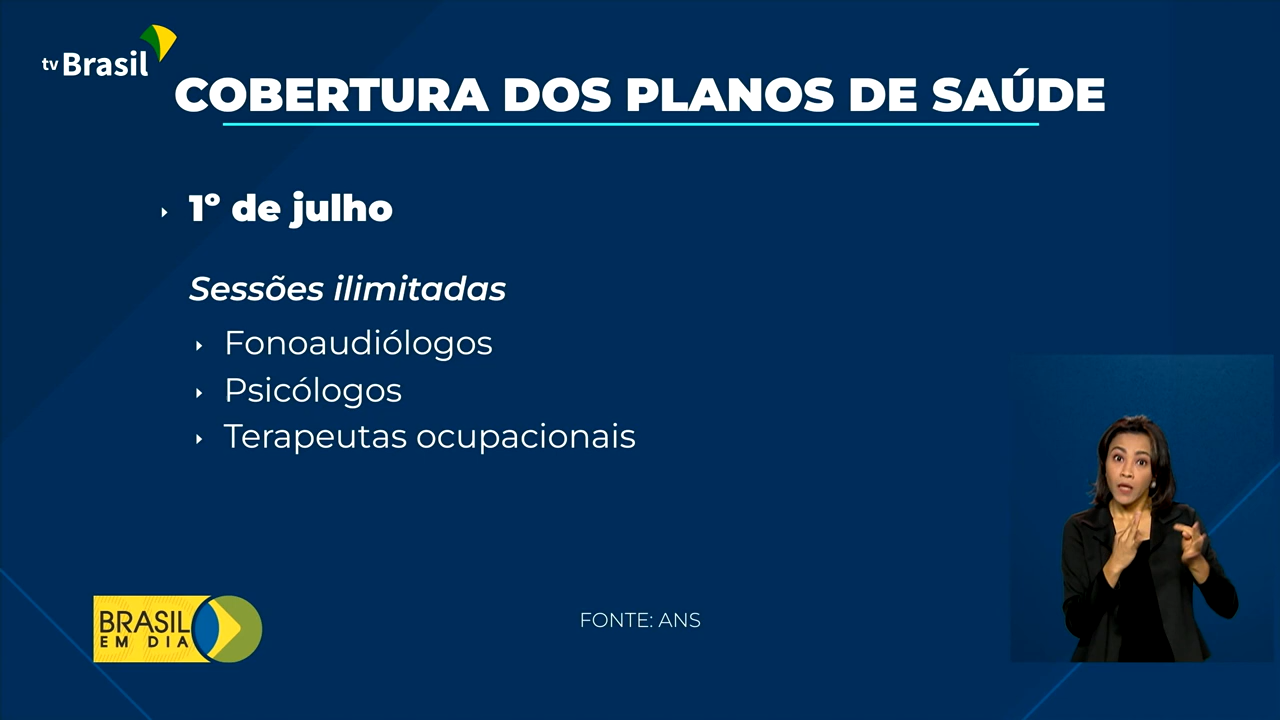 tv Brasil
COBERTURA DOS PLANOS DE SAÚDE
1º de julho
Sessões ilimitadas
Fonoaudiólogos
Psicólogos
Terapeutas ocupacionais
BRASIL
EM DIA
FONTE: ANS